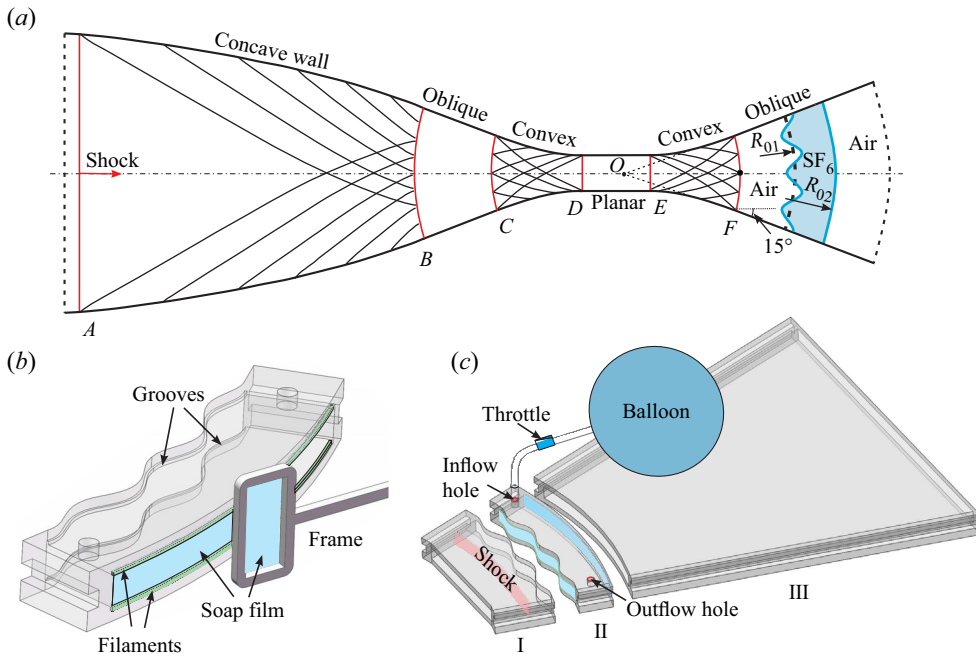 (a)
Concave wall
Oblique
Convex
Convex
Oblique
Shock
O
R01
SF6
Air
R02
Air
Planar
A
B
C
D
E
F
15°
(b)
Grooves
Frame
Soap film
Filaments
(c)
Balloon
Throttle
Inflow
hole
Shock
Outflow hole
I
II
III